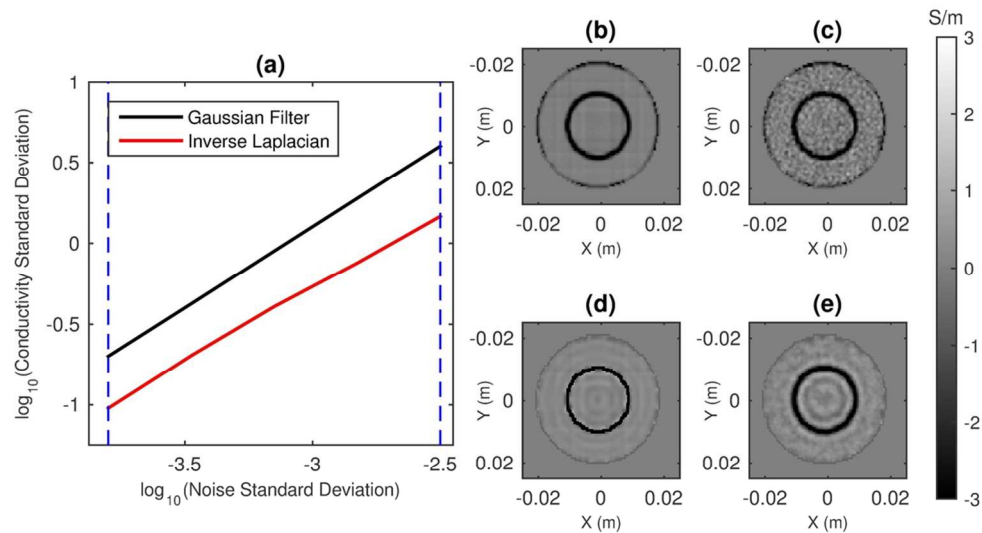 (a)
log10(Conductivity Standard Deviation)
1
0.5
0
-0.5
-1
Gaussian Filter
Inverse Laplacian
-3.5 -3 -2.5
log10(Noise Standard Deviation)
(b)
Y (m)
-0.02
0
0.02
-0.02 0 0.02
X (m)
(c)
Y (m)
-0.02
0
0.02
-0.02 0 0.02
X (m)
(d)
Y (m)
-0.02
0
0.02
-0.02 0 0.02
X (m)
(e)
Y (m)
-0.02
0
0.02
-0.02 0 0.02
X (m)
S/m
3
2
1
0
-1
-2
-3